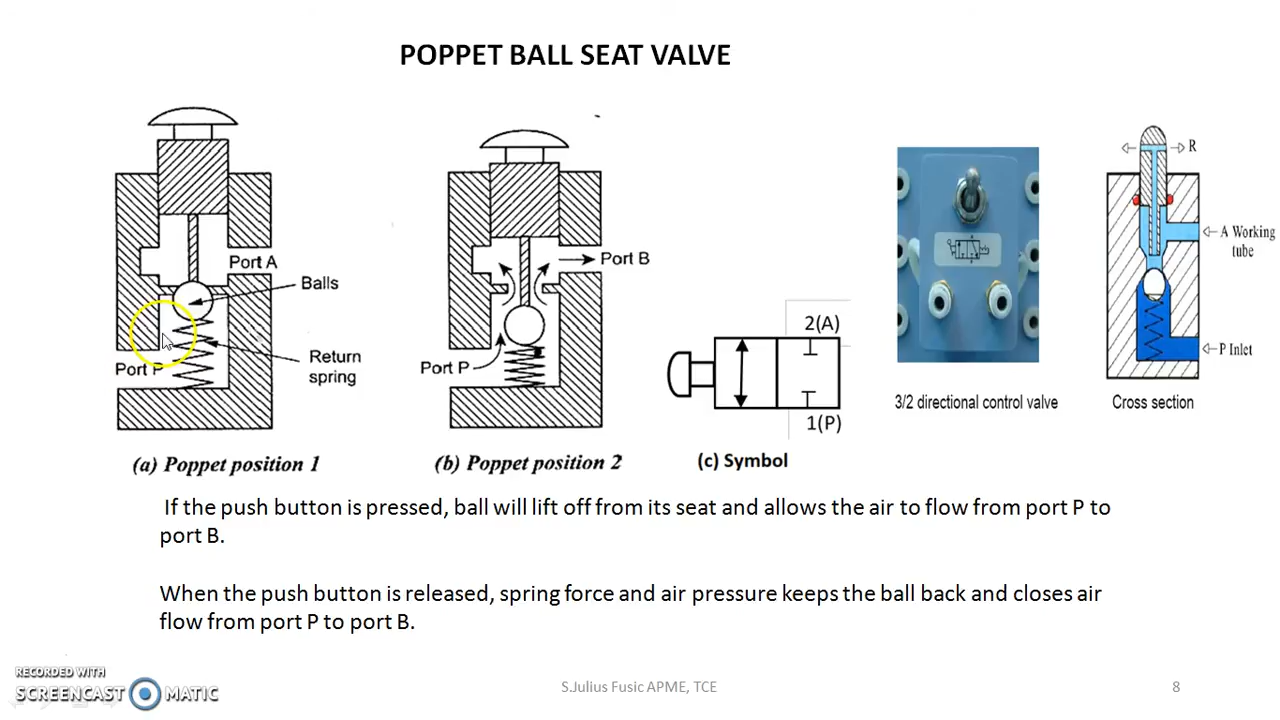 POPPET BALL SEAT VALVE
Port A
Balls
Return
spring
Port P
(a) Poppet position 1
Port B
Port P
(b) Poppet position 2
2(A)
1(P)
(c) Symbol
3/2 directional control valve
R
A Working
tube
P Inlet
Cross section
If the push button is pressed, ball will lift off from its seat and allows the air to flow from port P to
port B.
When the push button is released, spring force and air pressure keeps the ball back and closes air
flow from port P to port B.
RECORDED WITH
SCREENCAST MATIC
S.Julius Fusic APME, TCE
8